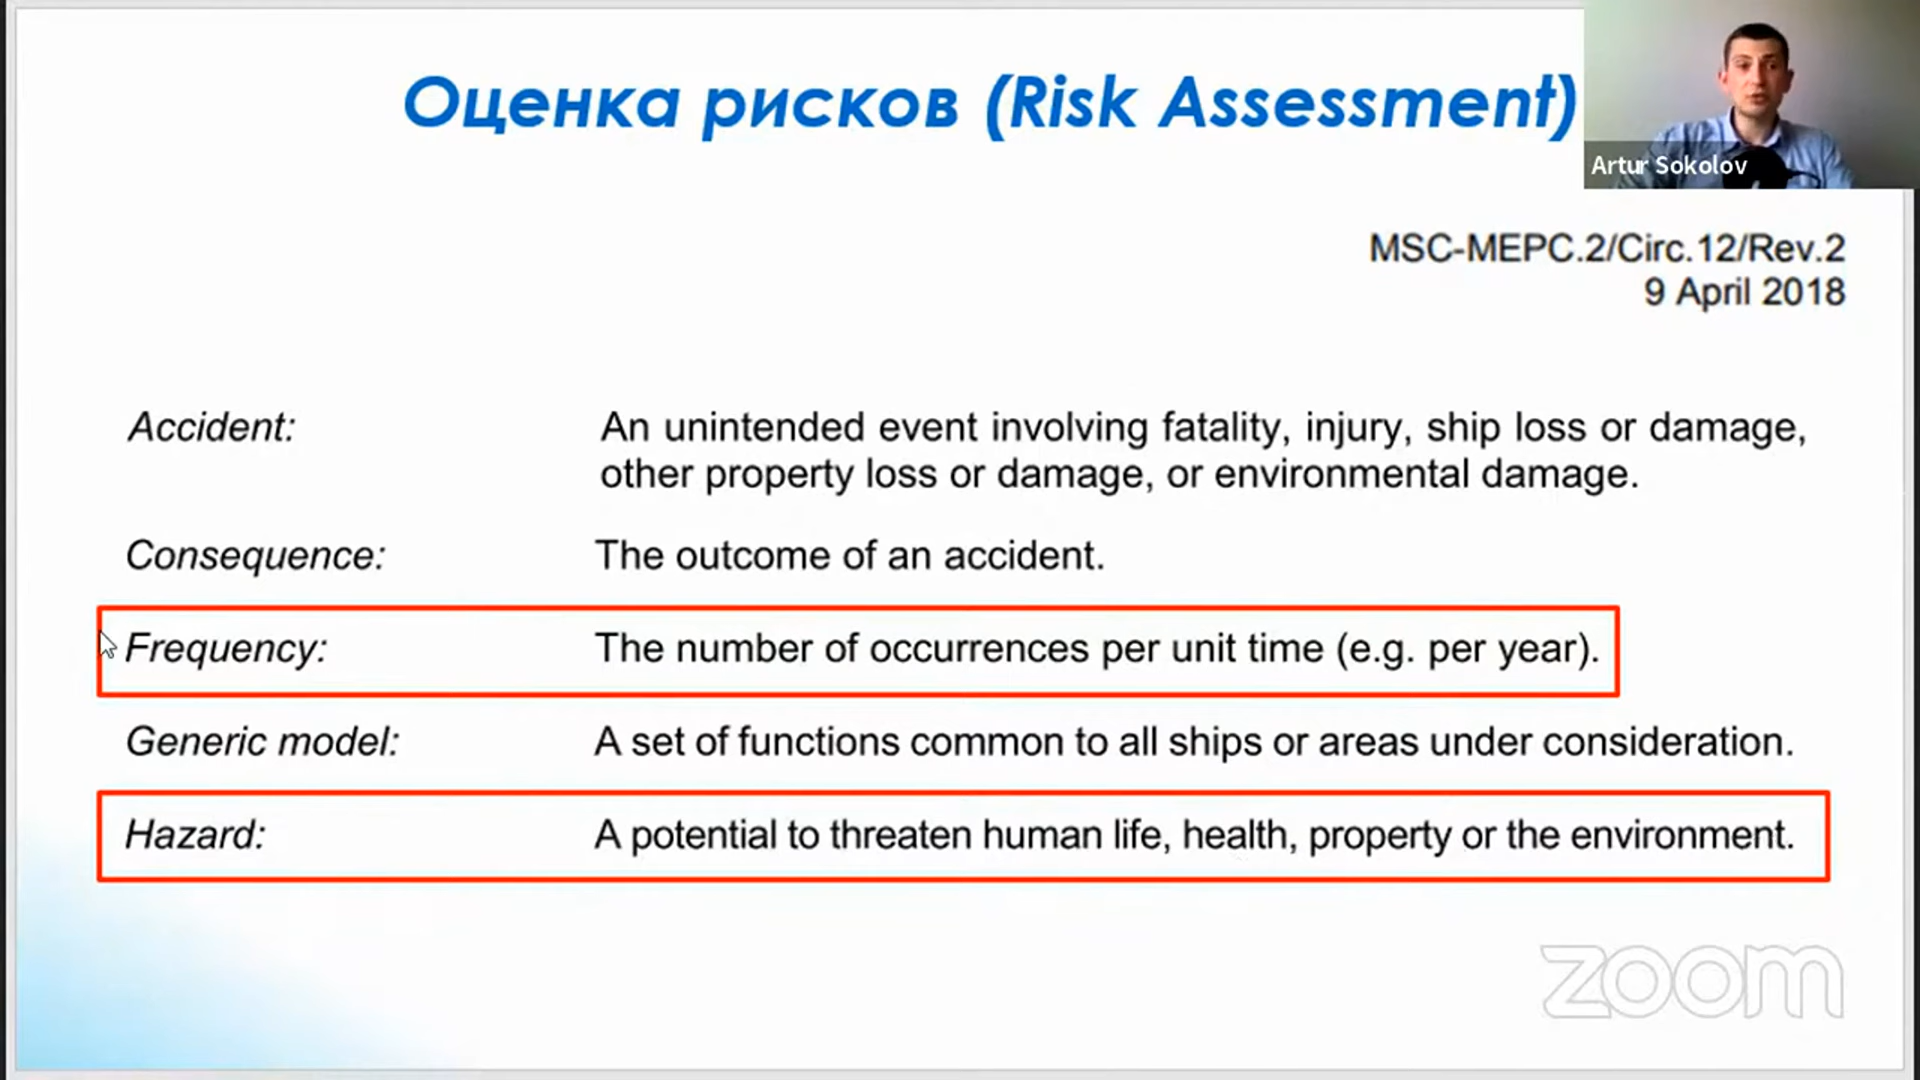 Оценка рисков (Risk Assessment)
Artur Sokolov
MSC-MEPC.2/Circ.12/Rev.2
9 April 2018
Accident: An unintended event involving fatality, injury, ship loss or damage,
other property loss or damage, or environmental damage.
Consequence: The outcome of an accident.
Frequency: The number of occurrences per unit time (e.g. per year).
Generic model: A set of functions common to all ships or areas under consideration.
Hazard: A potential to threaten human life, health, property or the environment.
zoom